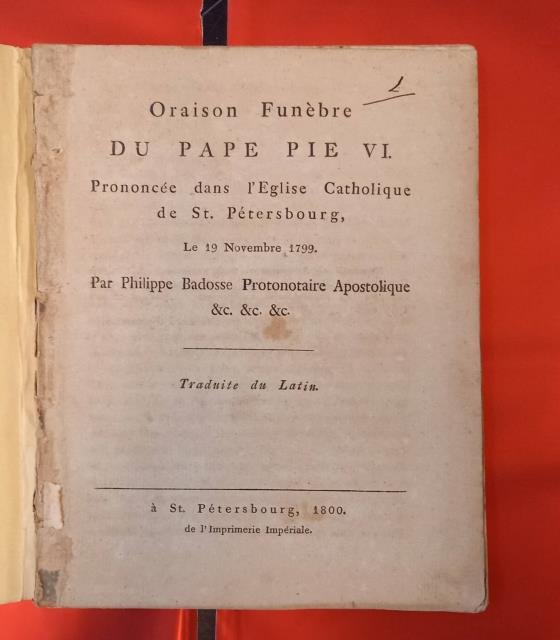 Oraison Funèbre
DU PAPE PIE VI.
Prononcée dans l'Eglise Catholique
de St. Pétersbourg,
Le 19 Novembre 1799.
Par Philippe Badosse Protonotaire Apostolique
&c. &c. &c.
Traduite du Latin.
à St. Pétersbourg, 1800.
de l'Imprimerie Impériale.